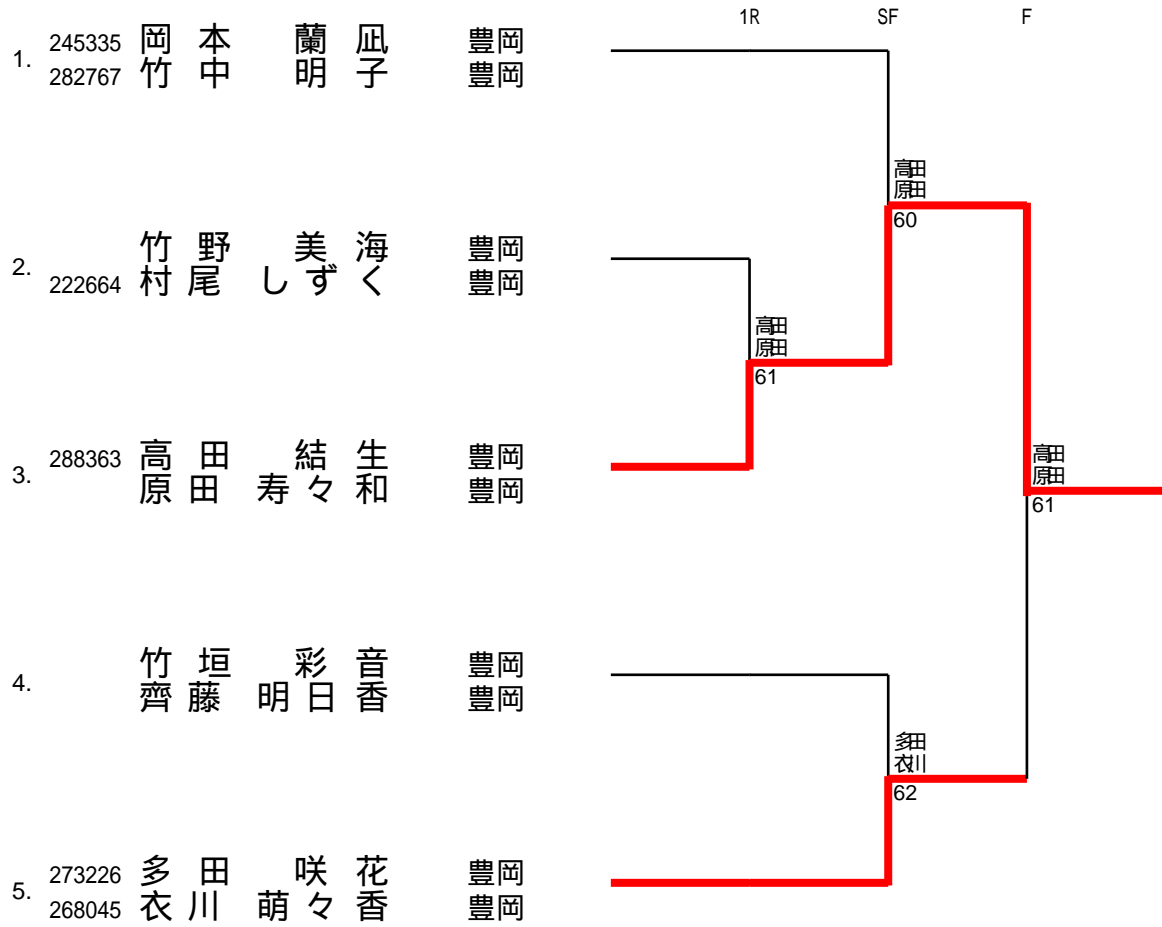 1R SF F
1. 245335 岡本 蘭凪 豊岡
282767 竹中 明子 豊岡
高田
原田
60
2. 竹野 美海 豊岡
222664 村尾 しずく 豊岡
高田
原田
61
3. 288363 高田 結生 豊岡
原田 寿々和 豊岡
高田
原田
61
4. 竹垣 彩音 豊岡
齊藤 明日香 豊岡
多田
衣川
62
5. 273226 多田 咲花 豊岡
268045 衣川 萌々香 豊岡